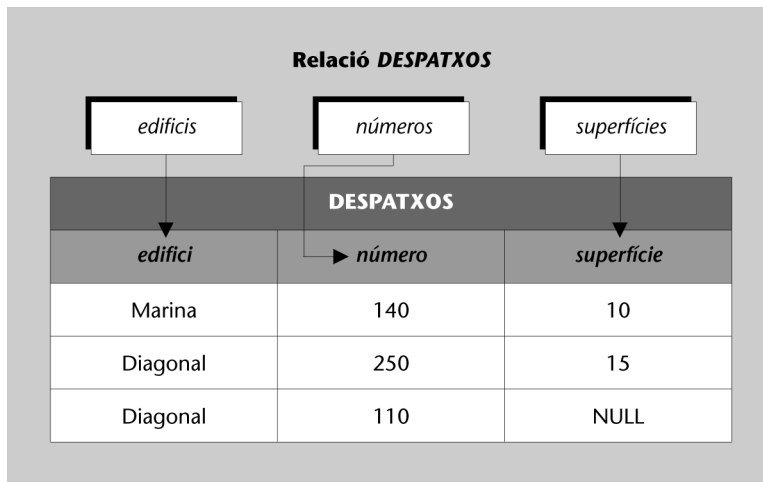 Relació DESPATXOS
edificis números superfícies
DESPATXOS
edifici número superfície
Marina 140 10
Diagonal 250 15
Diagonal 110 NULL